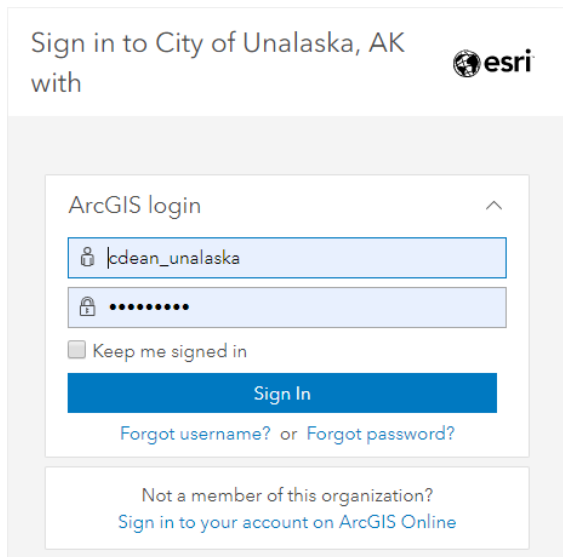 Sign in to City of Unalaska, AK
with
esri
ArcGIS login
cdean_unalaska
•••••••••
Keep me signed in
Sign In
Forgot username? or Forgot password?
Not a member of this organization?
Sign in to your account on ArcGIS Online